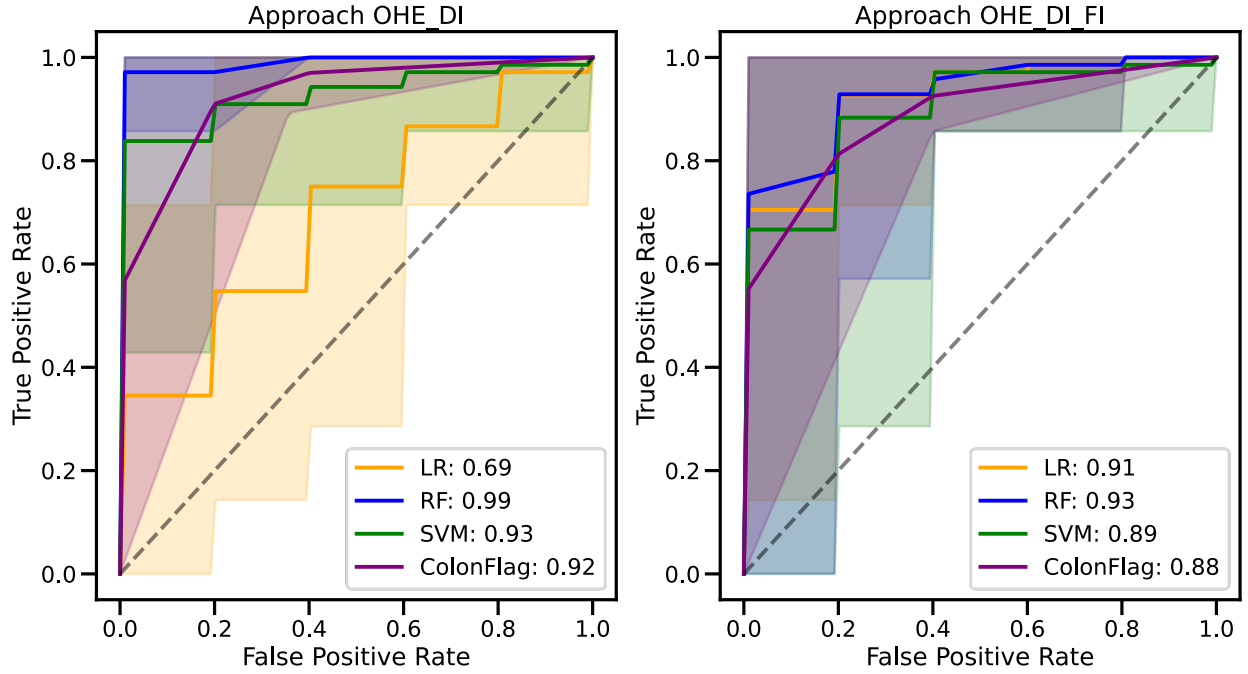 Approach OHE_DI
1.0
0.8
0.6
0.4
0.2
0.0
True Positive Rate
0.0 0.2 0.4 0.6 0.8 1.0
False Positive Rate
LR: 0.69
RF: 0.99
SVM: 0.93
ColonFlag: 0.92
Approach OHE_DI_FI
1.0
0.8
0.6
0.4
0.2
0.0
True Positive Rate
0.0 0.2 0.4 0.6 0.8 1.0
False Positive Rate
LR: 0.91
RF: 0.93
SVM: 0.89
ColonFlag: 0.88